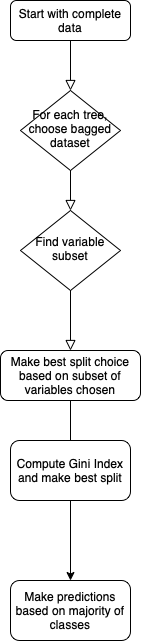 Start with complete
data
For each tree,
choose bagged
dataset
Find variable
subset
Make best split choice
based on subset of
variables chosen
Compute Gini Index
and make best split
Make predictions
based on majority of
classes